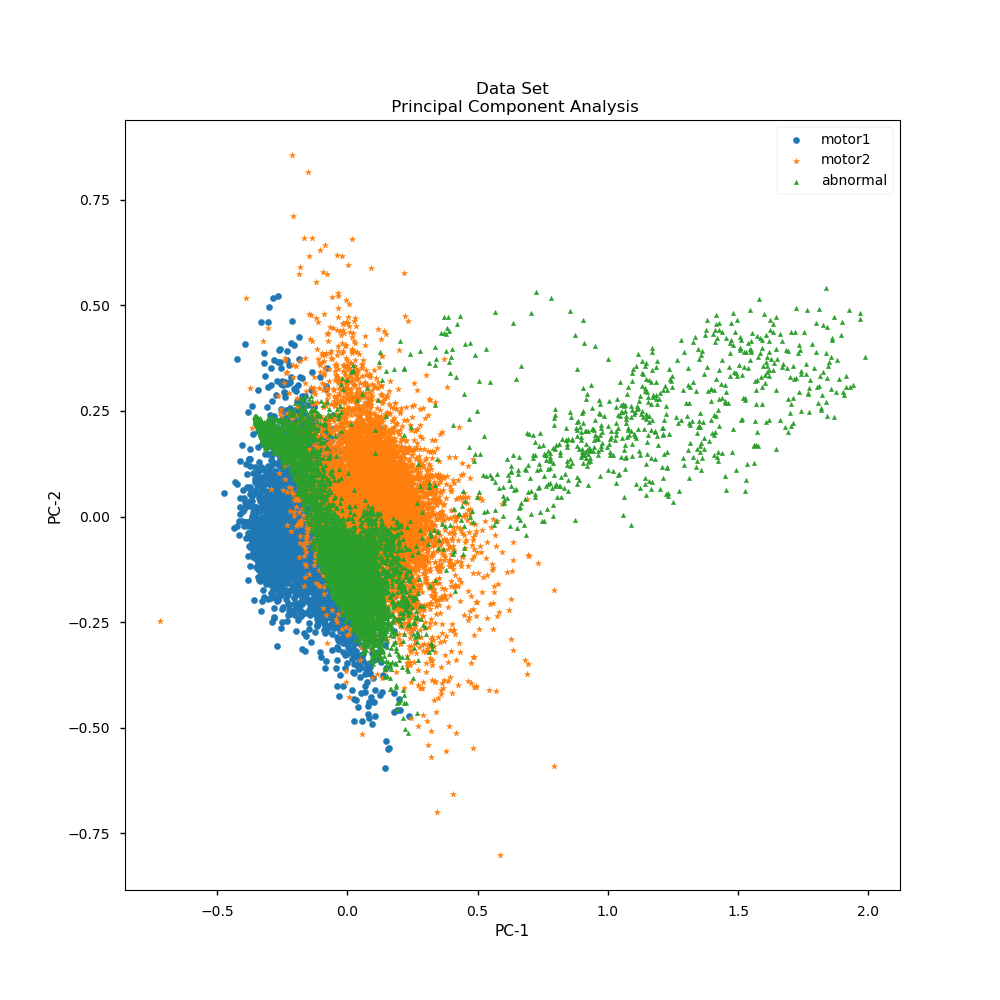 Data Set
Principal Component Analysis
motor1
motor2
abnormal
0.75
0.50
0.25
0.00
−0.25
−0.50
−0.75
PC-2
−0.5
0.0
0.5
1.0
1.5
2.0
PC-1